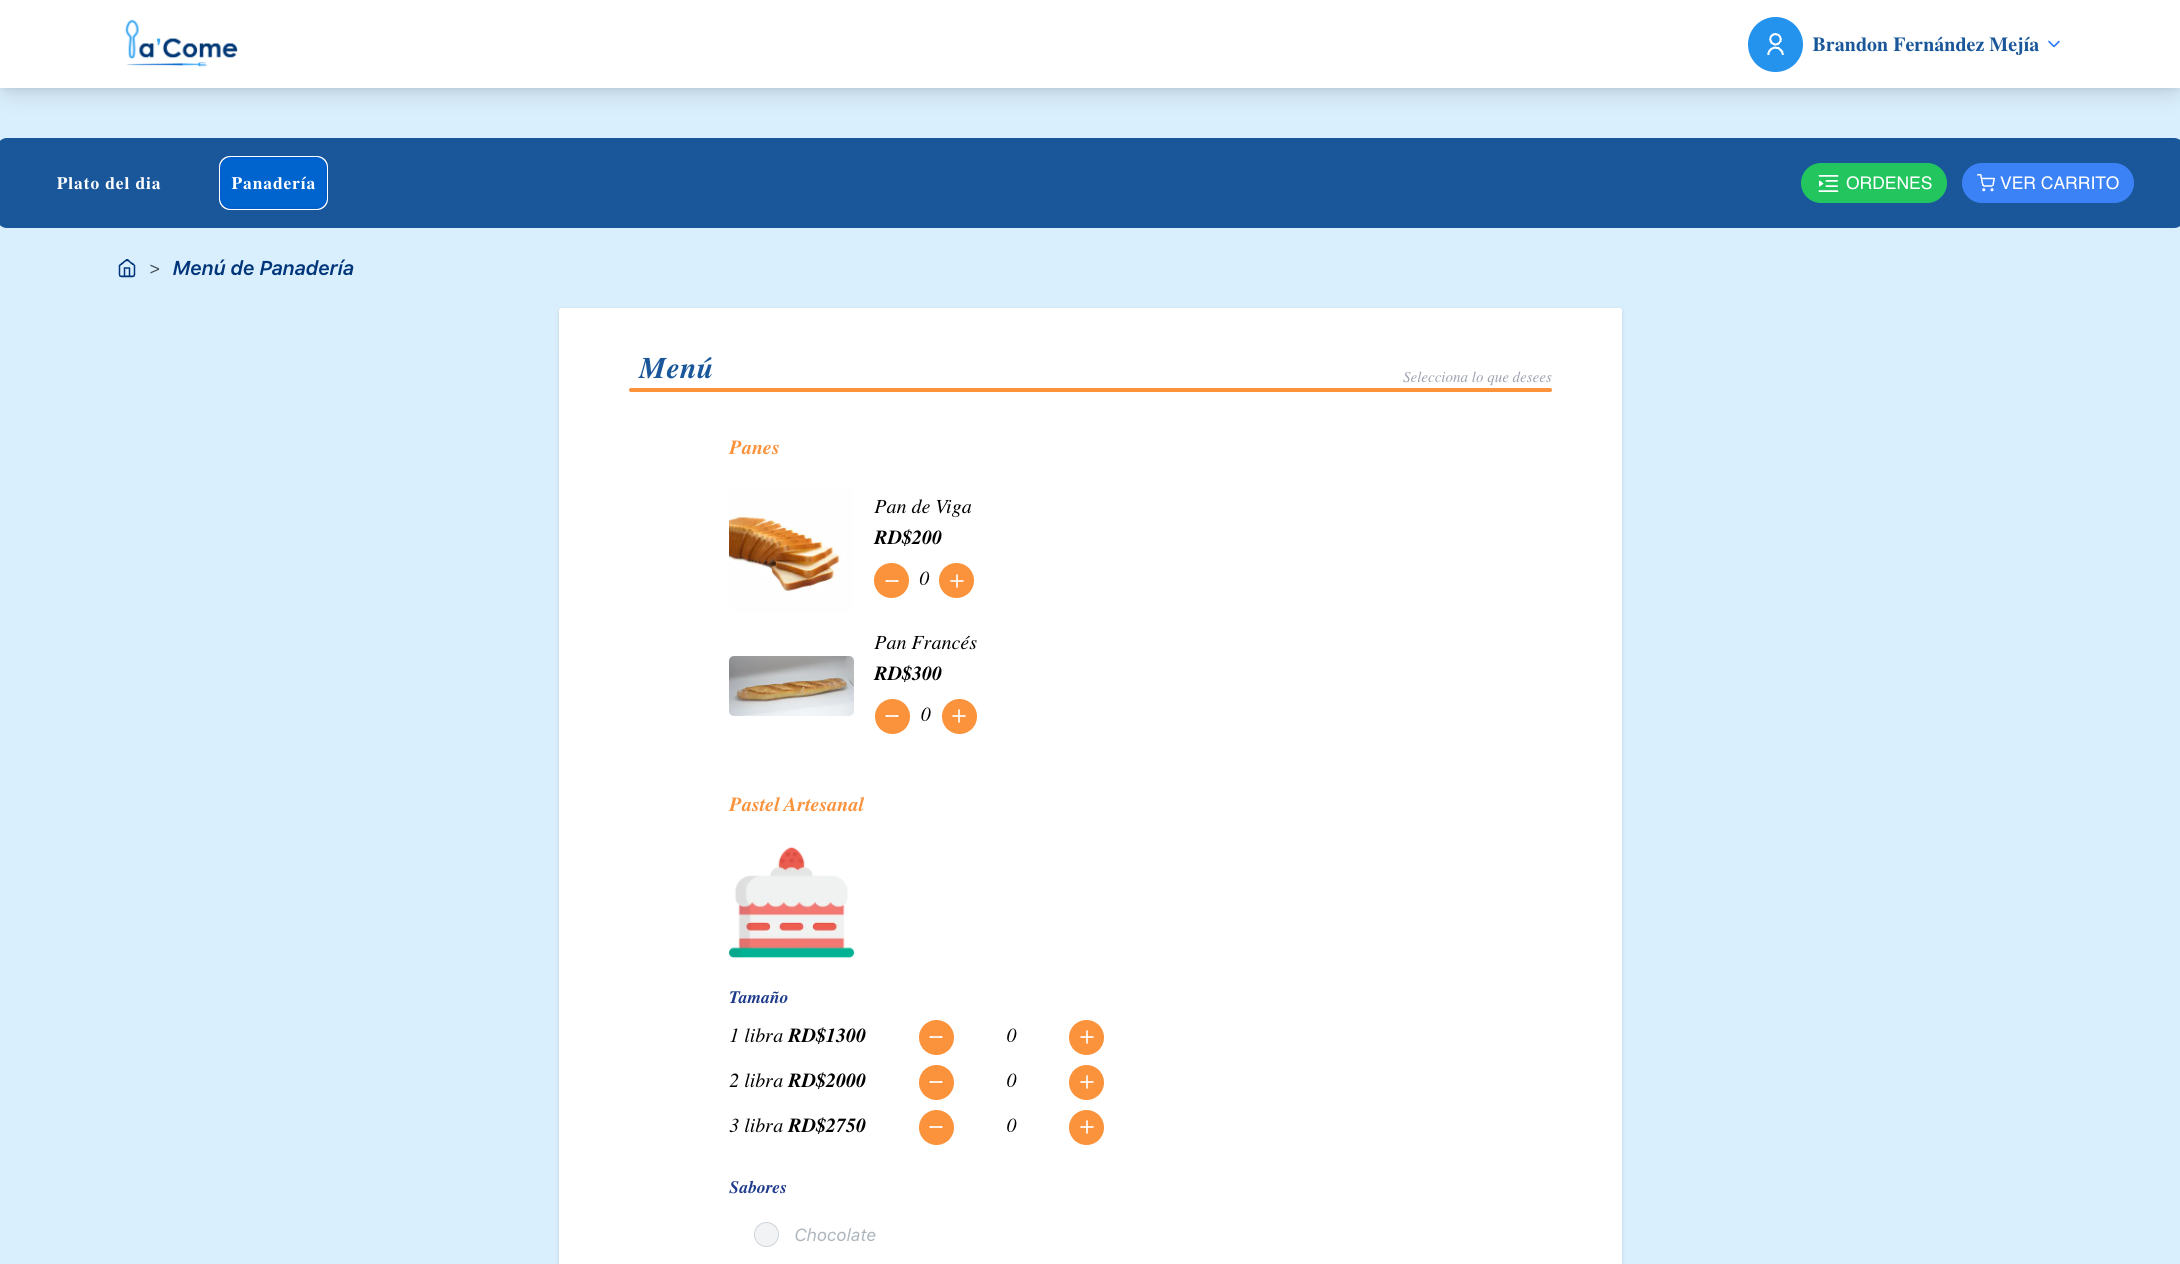 a'Come
Brandon Fernández Mejía
Plato del dia
Panadería
ORDENES
VER CARRITO
> Menú de Panadería
Menú
Selecciona lo que desees
Panes
Pan de Viga
RD$200
0
Pan Francés
RD$300
0
Pastel Artesanal
Tamaño
1 libra RD$1300 0
2 libra RD$2000 0
3 libra RD$2750 0
Sabores
Chocolate